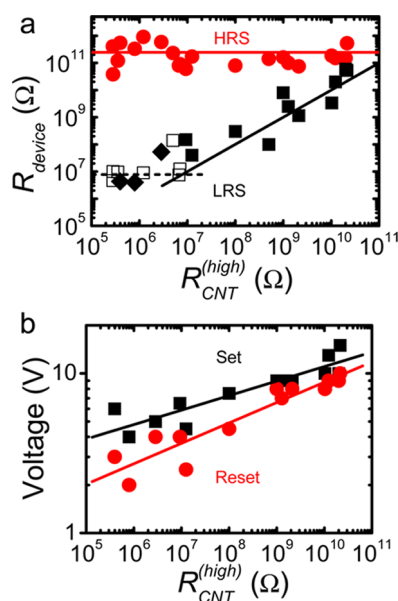 a
HRS
LRS
R_device (Ω)
10^11
10^9
10^7
10^5
10^5 10^6 10^7 10^8 10^9 10^10 10^11
R_CNT^(high) (Ω)
b
Set
Reset
Voltage (V)
10
1
10^5 10^6 10^7 10^8 10^9 10^10 10^11
R_CNT^(high) (Ω)